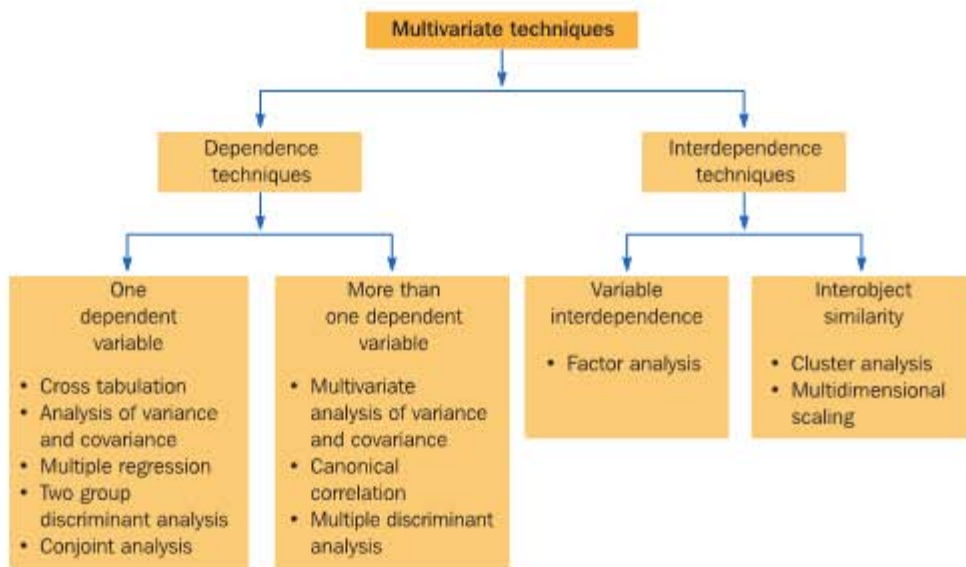 Multivariate techniques
Dependence
techniques
Interdependence
techniques
One
dependent
variable
• Cross tabulation
• Analysis of variance
and covariance
• Multiple regression
• Two group
discriminant analysis
• Conjoint analysis
More than
one dependent
variable
• Multivariate
analysis of variance
and covariance
• Canonical
correlation
• Multiple discriminant
analysis
Variable
interdependence
• Factor analysis
Interobject
similarity
• Cluster analysis
• Multidimensional
scaling